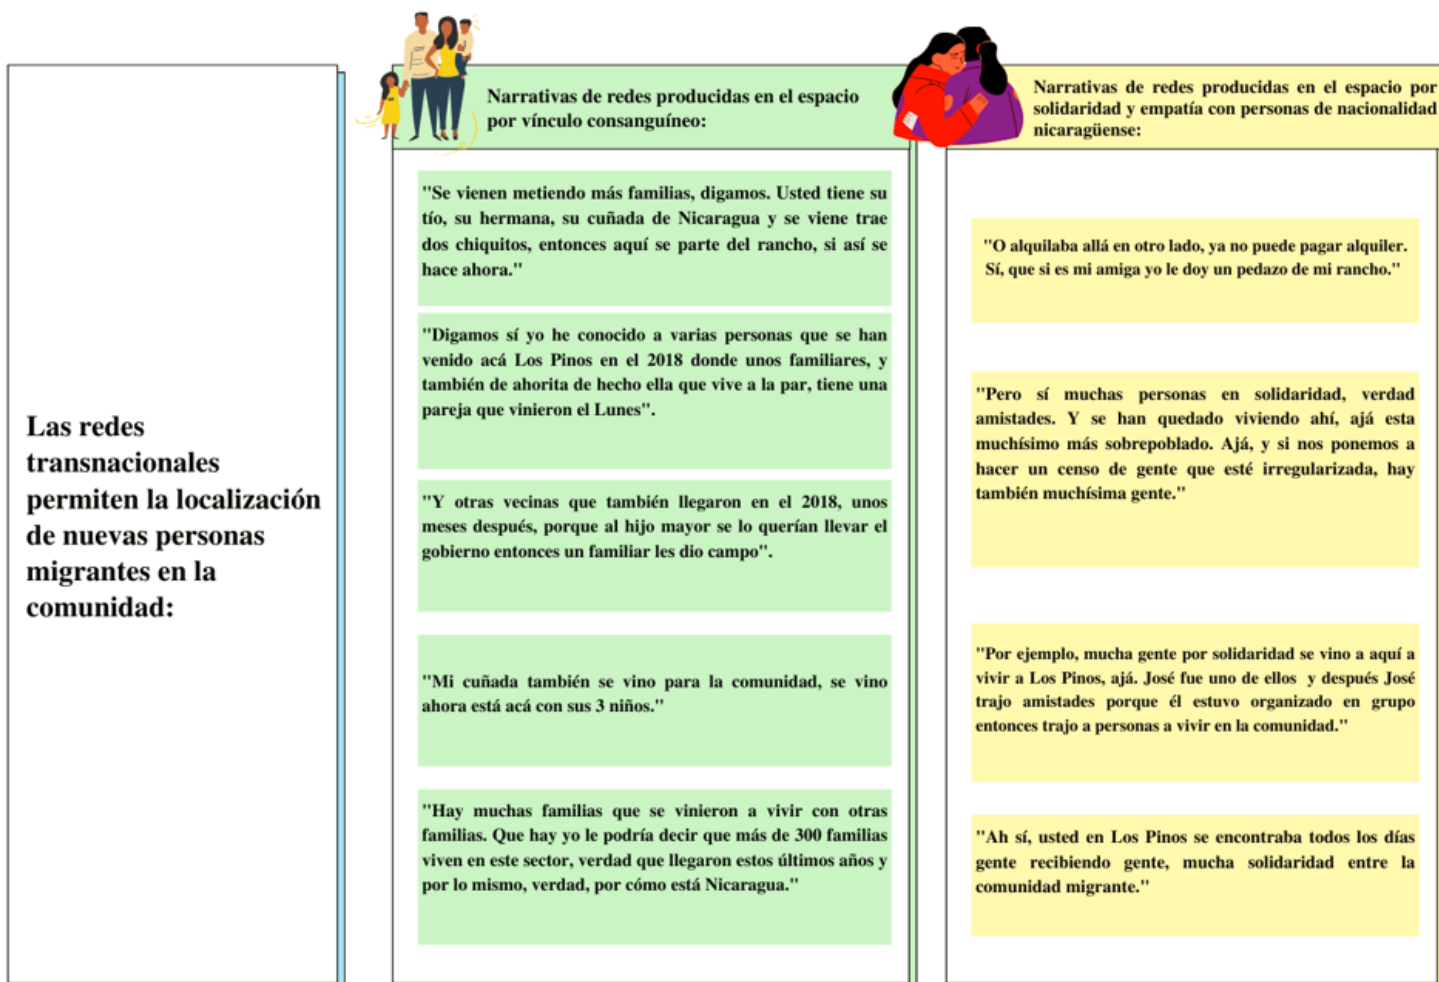 Las redes
transnacionales
permiten la localización
de nuevas personas
migrantes en la
comunidad:
Narrativas de redes producidas en el espacio
por vínculo consanguíneo:
"Se vienen metiendo más familias, digamos. Usted tiene su
tío, su hermana, su cuñada de Nicaragua y se viene trae
dos chiquitos, entonces aquí se parte del rancho, si así se
hace ahora."
"Digamos sí yo he conocido a varias personas que se han
venido acá Los Pinos en el 2018 donde unos familiares, y
también de ahorita de hecho ella que vive a la par, tiene una
pareja que vinieron el Lunes".
"Y otras vecinas que también llegaron en el 2018, unos
meses después, porque al hijo mayor se lo querían llevar el
gobierno entonces un familiar les dio campo".
"Mi cuñada también se vino para la comunidad, se vino
ahora está acá con sus 3 niños."
"Hay muchas familias que se vinieron a vivir con otras
familias. Que hay yo le podría decir que más de 300 familias
viven en este sector, verdad que llegaron estos últimos años y
por lo mismo, verdad, por cómo está Nicaragua."
Narrativas de redes producidas en el espacio por
solidaridad y empatía con personas de nacionalidad
nicaragüense:
"O alquilaba allá en otro lado, ya no puede pagar alquiler.
Sí, que si es mi amiga yo le doy un pedazo de mi rancho."
"Pero sí muchas personas en solidaridad, verdad
amistades. Y se han quedado viviendo ahí, ajá esta
muchísimo más sobrepoblado. Ajá, y si nos ponemos a
hacer un censo de gente que esté irregularizada, hay
también muchísima gente."
"Por ejemplo, mucha gente por solidaridad se vino a aquí a
vivir a Los Pinos, ajá. José fue uno de ellos y después José
trajo amistades porque él estuvo organizado en grupo
entonces trajo a personas a vivir en la comunidad."
"Ah sí, usted en Los Pinos se encontraba todos los días
gente recibiendo gente, mucha solidaridad entre la
comunidad migrante."